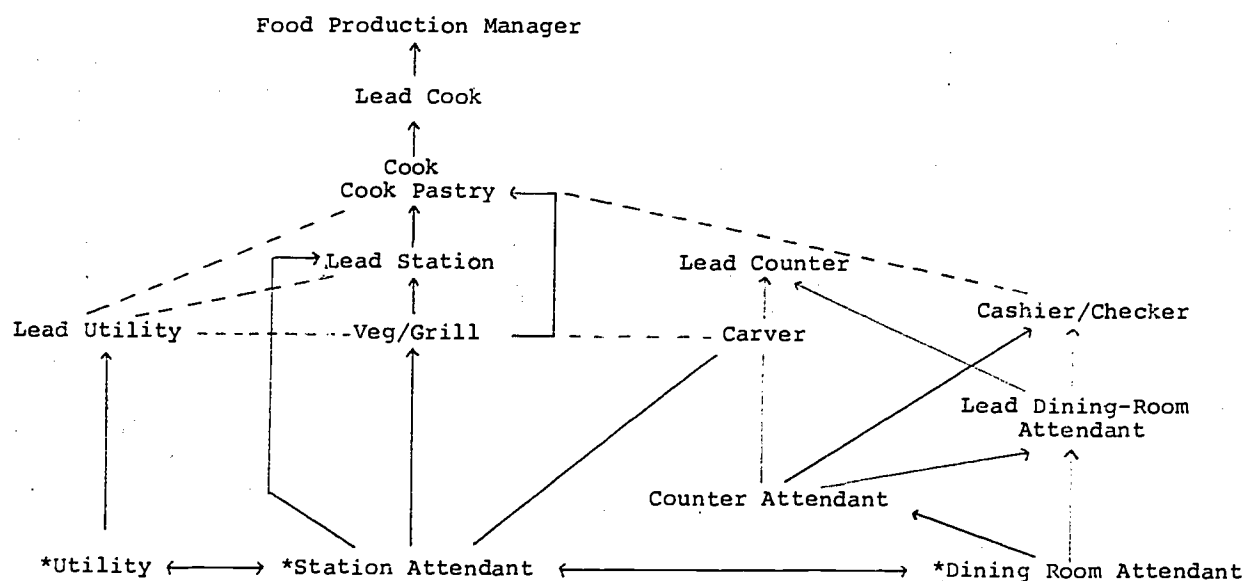 Food Production Manager
Lead Cook
Cook
Cook Pastry
Lead Station
Lead Counter
Cashier/Checker
Lead Utility
Veg/Grill
Carver
Lead Dining-Room
Attendant
Counter Attendant
*Utility
*Station Attendant
*Dining Room Attendant